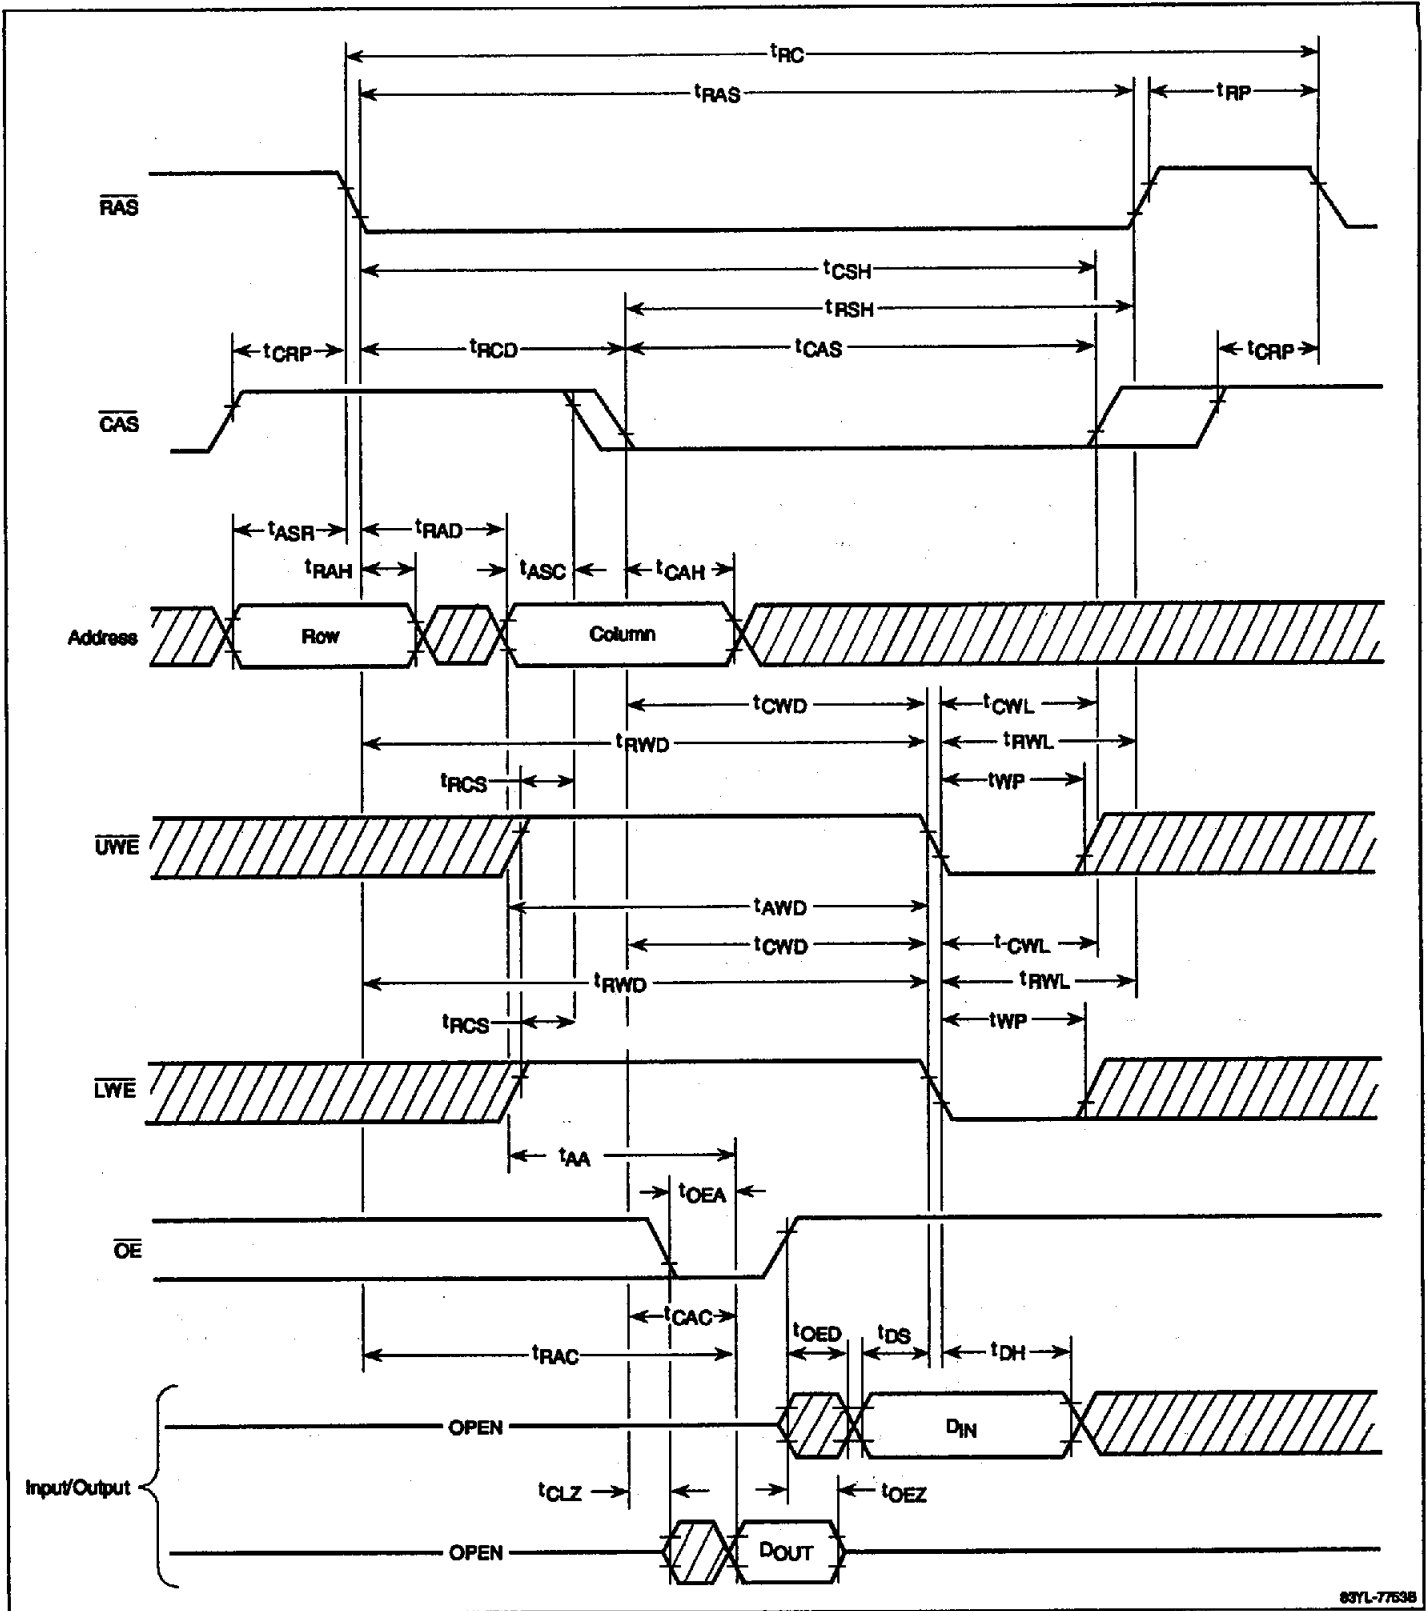 tRC
tRAS
tRP
RAS
tCSH
tRSH
tCRP
tRCD
tCAS
tCRP
CAS
tASR
tRAD
tRAH
tASC
tCAH
Address
Row
Column
tCWD
tCWL
tRWD
tRWL
tRCS
tWP
UWE
tAWD
tCWD
tCWL
tRWD
tRWL
tRCS
tWP
LWE
tAA
tOEA
OE
tCAC
tOED
tDS
tRAC
tDH
OPEN
DIN
Input/Output
tCLZ
tOEZ
OPEN
DOUT
83YL-7753B